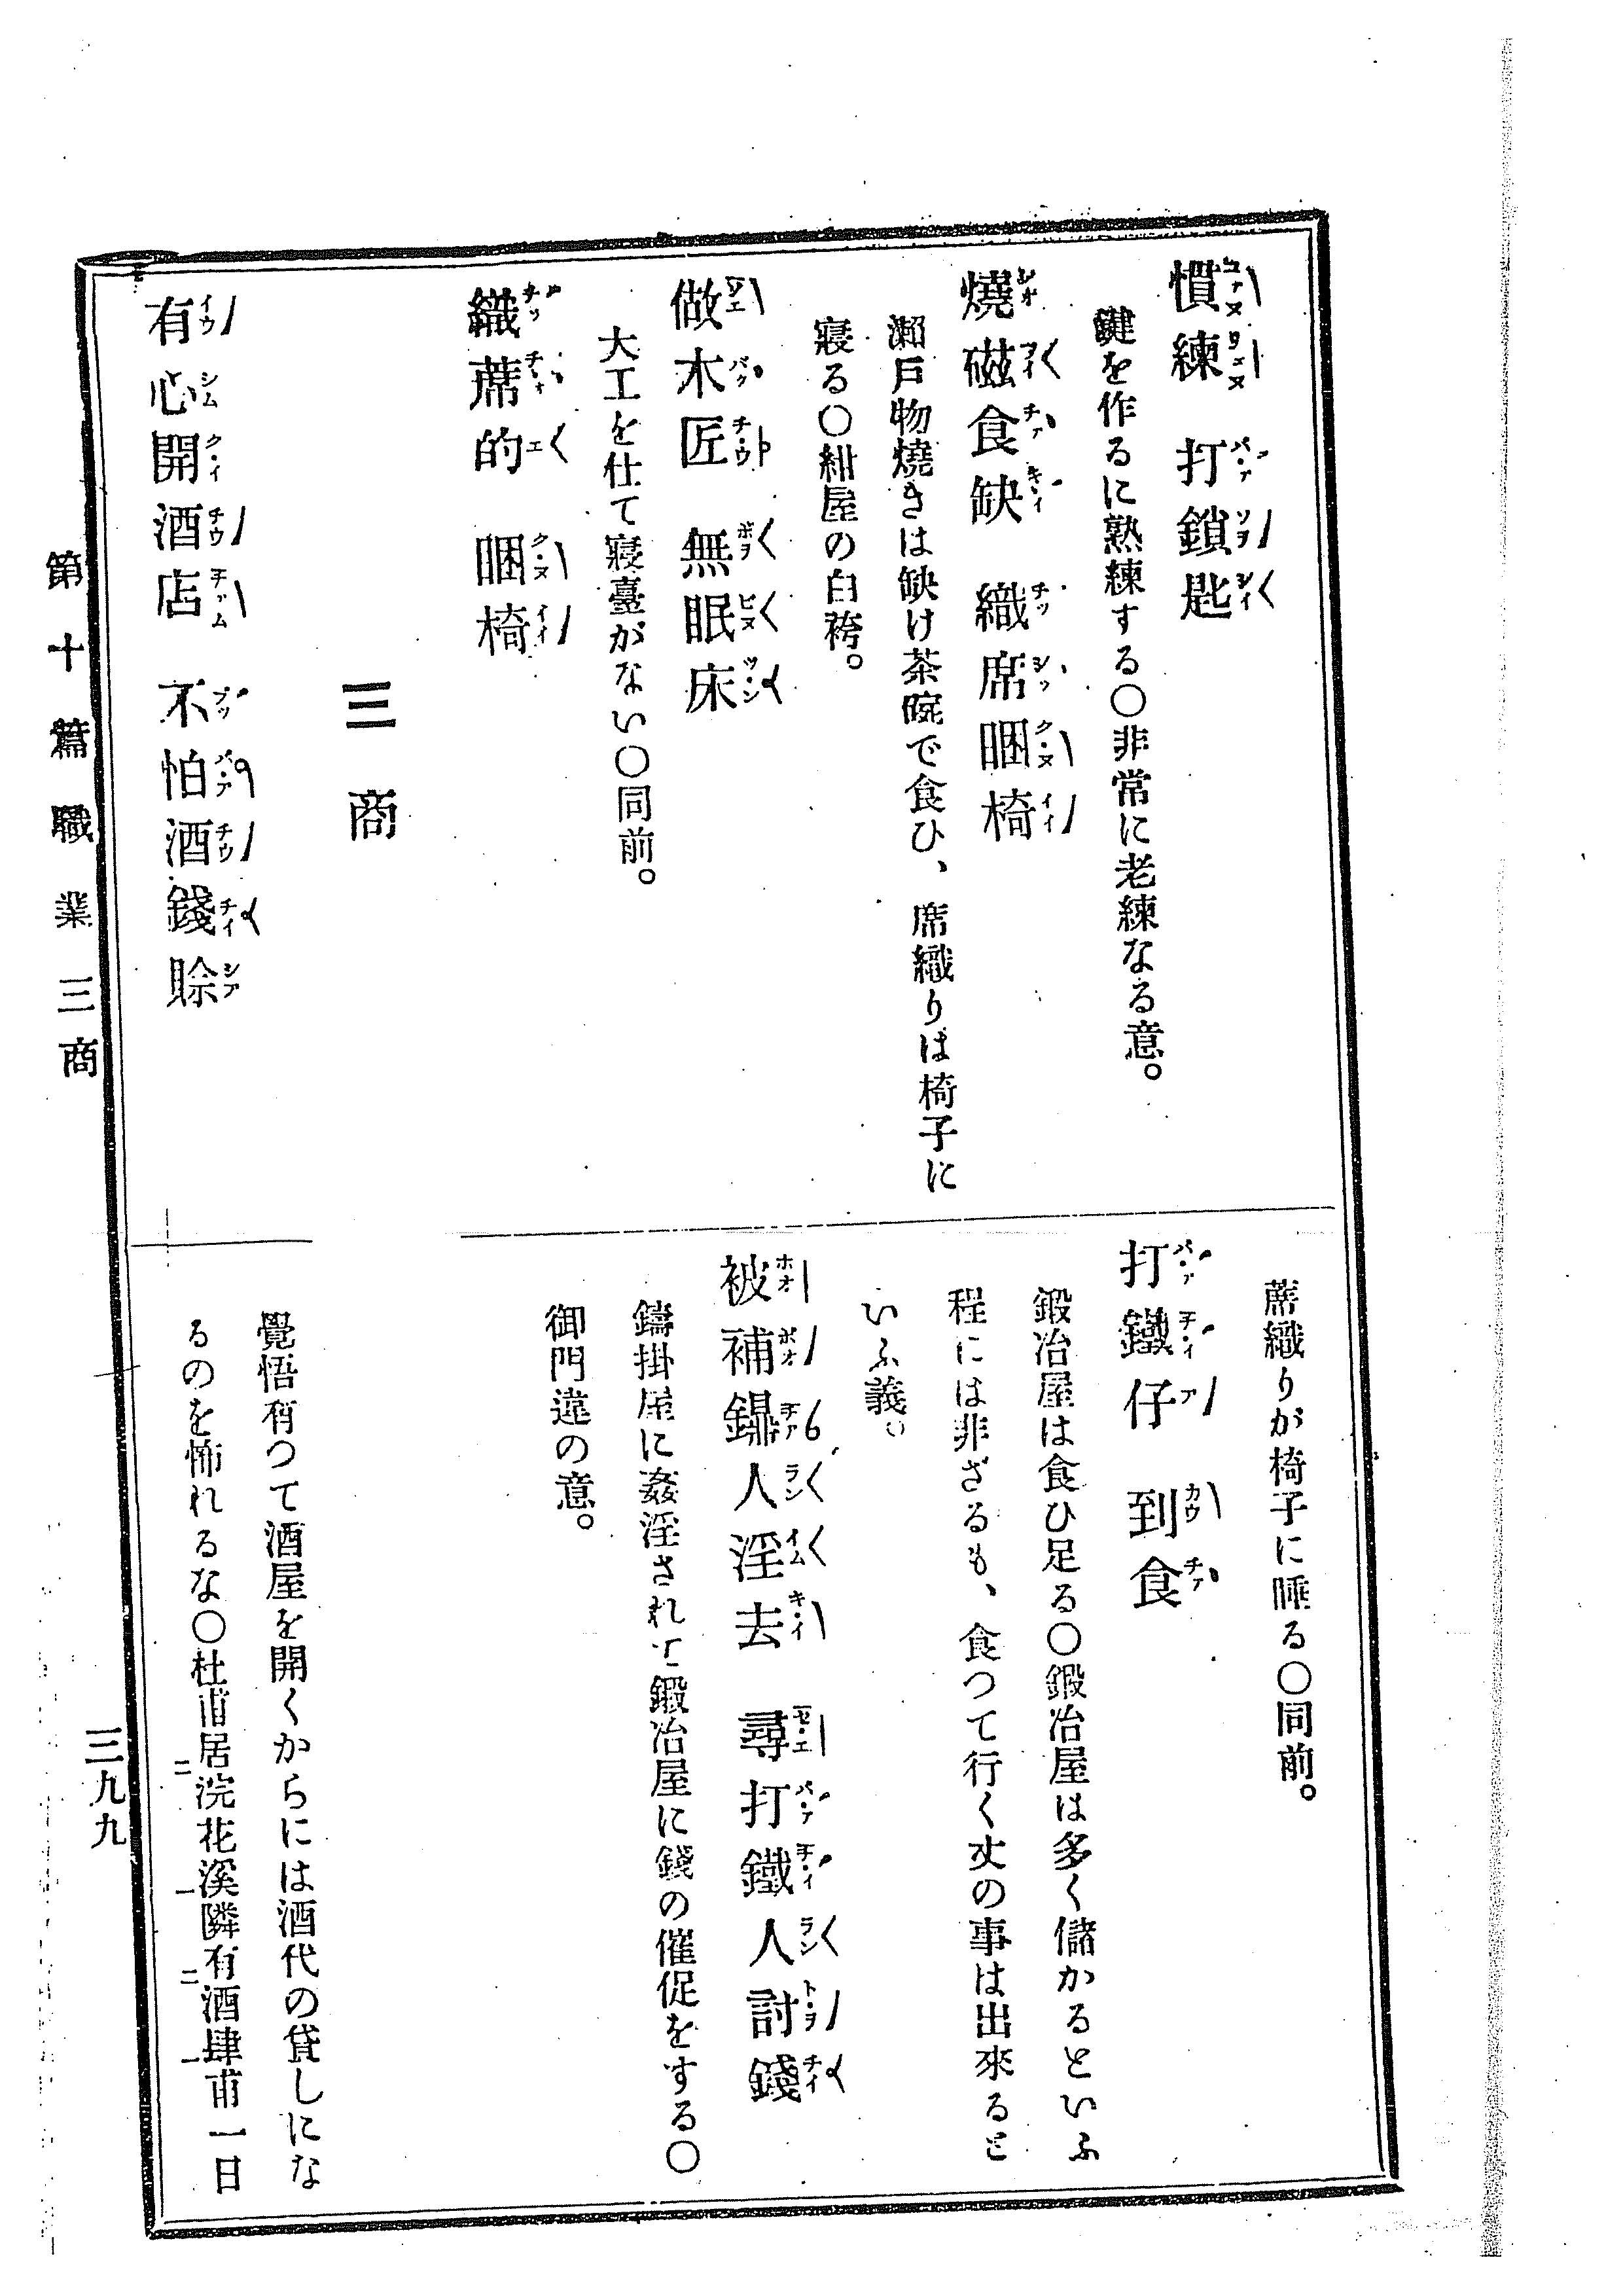 慣練 打鎖匙
鍵を作るに熟練する〇非常に老練なる意。
燒磁食缺 織席睏椅
瀨戸物燒きは缺け茶碗で食ひ、席織りは椅子に
寢る〇紺屋の白袴。
做木匠 無眠床
大工を仕て寢臺がない〇同前。
織蓆的 睏椅
蓆織りが椅子に睡る〇同前。
打鐵仔 到食
鍛冶屋は食ひ足る〇鍛冶屋は多く儲かるといふ
程には非ざるも、食つて行く丈の事は出來ると
いふ義。
被補鼎人淫去 尋打鐵人討錢
鑄掛屋に姦淫されて鍛冶屋に錢の催促をする〇
御門違の意。
三 商
有心開酒店 不怕酒錢賒
覺悟有つて酒屋を開くからには酒代の貸しにな
るのを怖れるな〇杜甫居浣花溪隣有酒肆甫一日
第十篇 職業 三商
三九九